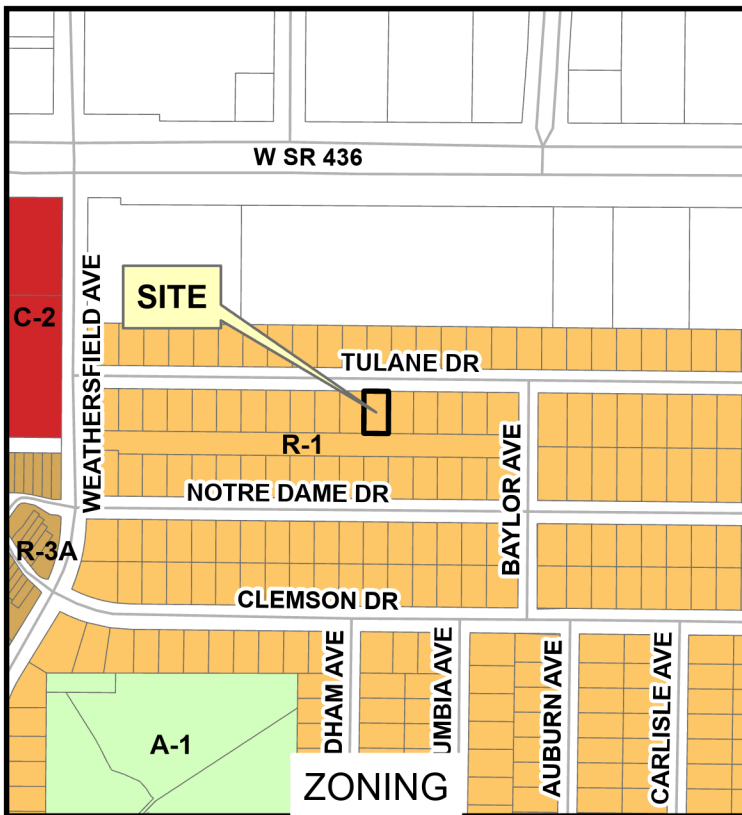 W SR 436
WEATHERSFIELD AVE
C-2
SITE
TULANE DR
R-1
BAYLOR AVE
NOTRE DAME DR
R-3A
CLEMSON DR
DHAM AVE
UMBIA AVE
AUBURN AVE
CARLISLE AVE
A-1
ZONING